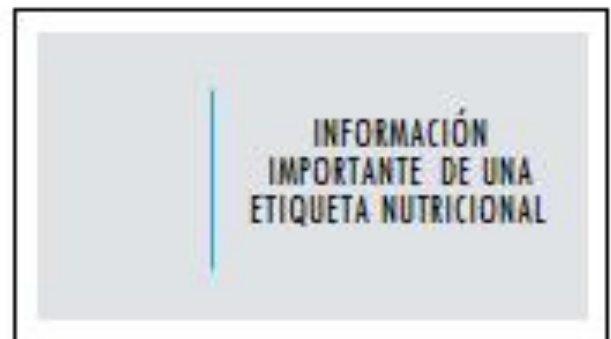 INFORMACIÓN
IMPORTANTE DE UNA
ETIQUETA NUTRICIONAL